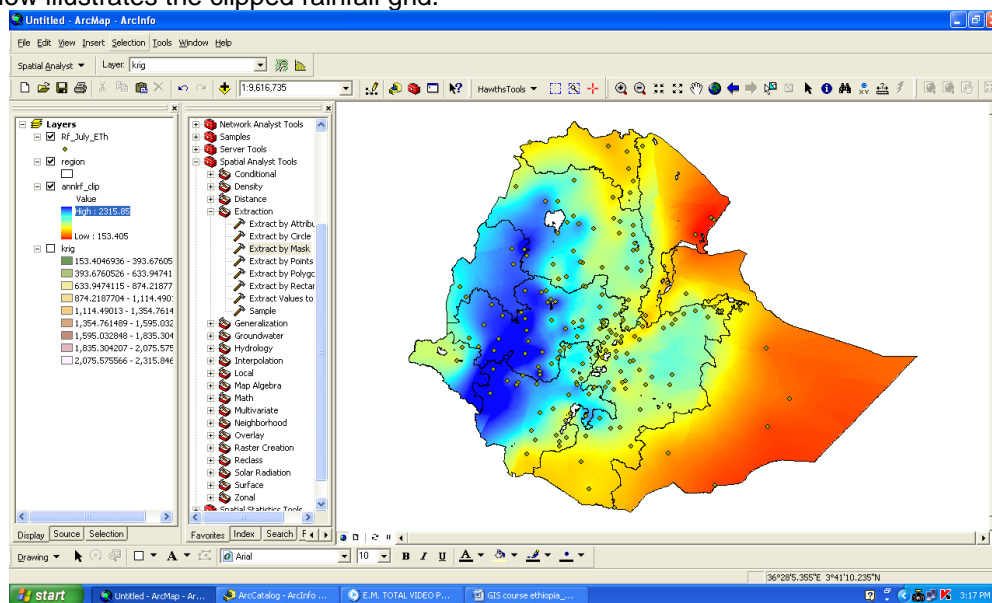 ow illustrates the clipped rainfall grid.
Untitled - ArcMap - ArcInfo
File Edit View Insert Selection Tools Window Help
Spatial Analyst Layer: krig
1:9,616,735 HawthsTools
Layers
Rf_July_ETh
region
annlrf_clip
Value
High : 2315.85
Low : 153.405
krig
153.4046936 - 393.67605
393.6760526 - 633.94741
633.9474115 - 874.21877
874.2187704 - 1,114.490
1,114.49013 - 1,354.7614
1,354.761489 - 1,595.032
1,595.032848 - 1,835.304
1,835.304207 - 2,075.575
2,075.575566 - 2,315.846
Display Source Selection
Network Analyst Tools
Samples
Server Tools
Spatial Analyst Tools
Conditional
Density
Distance
Extraction
Extract by Attribu
Extract by Circle
Extract by Mask
Extract by Points
Extract by Polygo
Extract by Rectar
Extract Values to
Sample
Generalization
Groundwater
Hydrology
Interpolation
Local
Map Algebra
Math
Multivariate
Neighborhood
Overlay
Raster Creation
Reclass
Solar Radiation
Surface
Zonal
Spatial Statistics Tools
Favorites Index Search F
Drawing A Arial 10 B I U A
36°28'5.355"E 3°41'10.235"N
start Untitled - ArcMap - Ar... ArcCatalog - ArcInfo ... E.M. TOTAL VIDEO P... GIS course ethiopia_... 3:17 PM